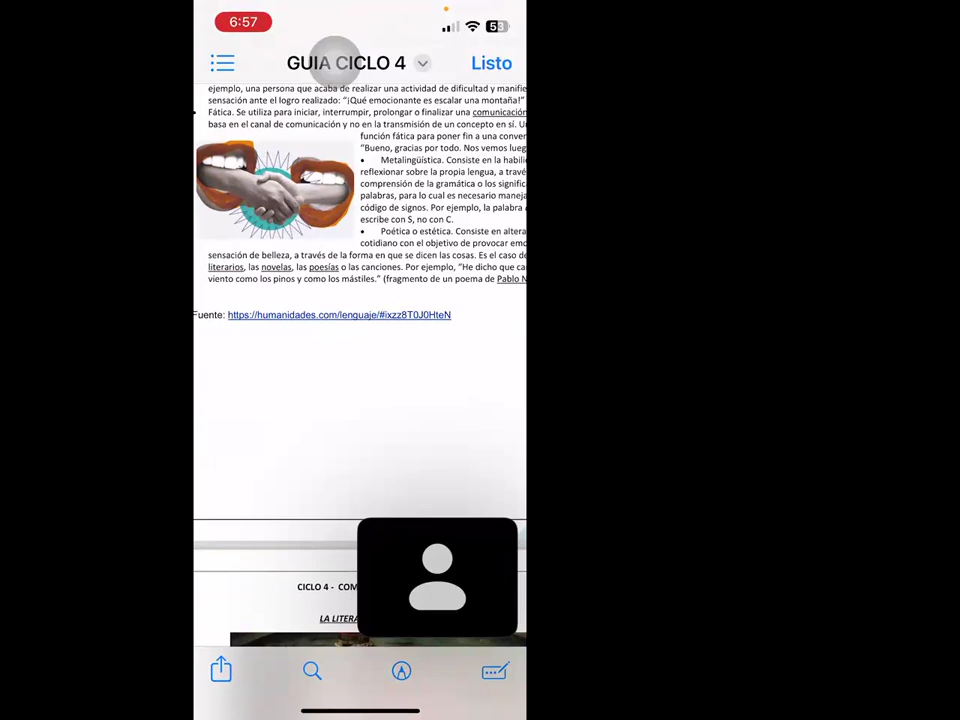 6:57
53
GUIA CICLO 4
Listo
ejemplo, una persona que acaba de realizar una actividad de dificultad y manifie
sensación ante el logro realizado: “¡Qué emocionante es escalar una montaña!”
Fática. Se utiliza para iniciar, interrumpir, prolongar o finalizar una comunicación
basa en el canal de comunicación y no en la transmisión de un concepto en sí. U
función fática para poner fin a una conver
“Bueno, gracias por todo. Nos vemos lueg
• Metalingüística. Consiste en la habili
reflexionar sobre la propia lengua, a travé
comprensión de la gramática o los signific
palabras, para lo cual es necesario maneja
código de signos. Por ejemplo, la palabra
escribe con S, no con C.
• Poética o estética. Consiste en altera
cotidiano con el objetivo de provocar emo
sensación de belleza, a través de la forma en que se dicen las cosas. Es el caso de
literarios, las novelas, las poesías o las canciones. Por ejemplo, “He dicho que ca
viento como los pinos y como los mástiles.” (fragmento de un poema de Pablo N
Fuente: https://humanidades.com/lenguaje/#ixzz8T0J0HteN
CICLO 4 - COM
LA LITERA